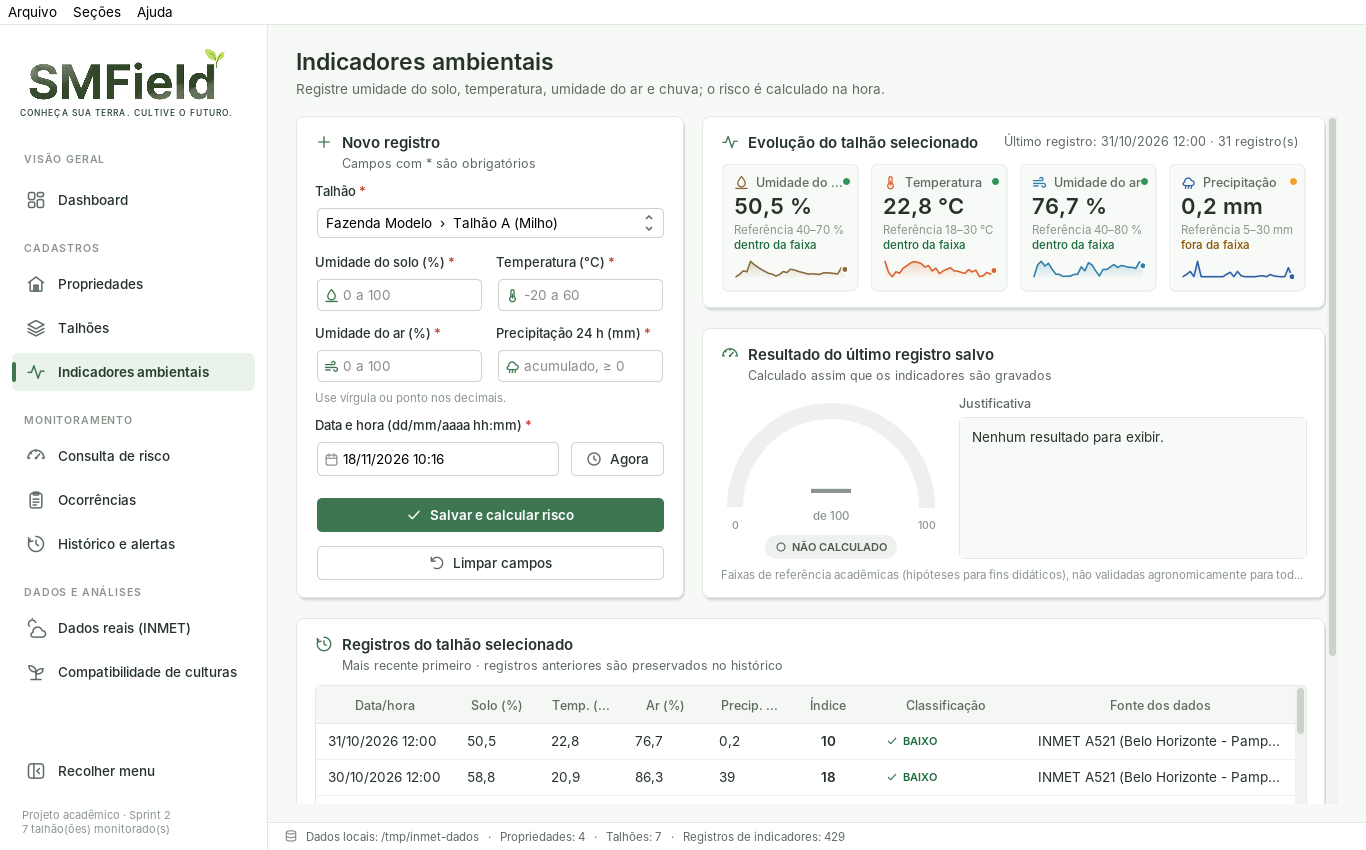 Arquivo Seções Ajuda
SMField
CONHEÇA SUA TERRA. CULTIVE O FUTURO.
VISÃO GERAL
Dashboard
CADASTROS
Propriedades
Talhões
Indicadores ambientais
MONITORAMENTO
Consulta de risco
Ocorrências
Histórico e alertas
DADOS E ANÁLISES
Dados reais (INMET)
Compatibilidade de culturas
Recolher menu
Projeto acadêmico · Sprint 2
7 talhão(ões) monitorado(s)
Indicadores ambientais
Registre umidade do solo, temperatura, umidade do ar e chuva; o risco é calculado na hora.
Novo registro
Campos com * são obrigatórios
Talhão *
Fazenda Modelo › Talhão A (Milho)
Umidade do solo (%) * Temperatura (°C) *
0 a 100 -20 a 60
Umidade do ar (%) * Precipitação 24 h (mm) *
0 a 100 acumulado, ≥ 0
Use vírgula ou ponto nos decimais.
Data e hora (dd/mm/aaaa hh:mm) *
18/11/2026 10:16 Agora
Salvar e calcular risco
Limpar campos
Evolução do talhão selecionado Último registro: 31/10/2026 12:00 · 31 registro(s)
Umidade do ... Temperatura Umidade do ar Precipitação
50,5 % 22,8 °C 76,7 % 0,2 mm
Referência 40–70 % Referência 18–30 °C Referência 40–80 % Referência 5–30 mm
dentro da faixa dentro da faixa dentro da faixa fora da faixa
Resultado do último registro salvo
Calculado assim que os indicadores são gravados
Justificativa
Nenhum resultado para exibir.
—
de 100
0 100
NÃO CALCULADO
Faixas de referência acadêmicas (hipóteses para fins didáticos), não validadas agronomicamente para tod...
Registros do talhão selecionado
Mais recente primeiro · registros anteriores são preservados no histórico
Data/hora Solo (%) Temp. (... Ar (%) Precip. ... Índice Classificação Fonte dos dados
31/10/2026 12:00 50,5 22,8 76,7 0,2 10 BAIXO INMET A521 (Belo Horizonte - Pamp...
30/10/2026 12:00 58,8 20,9 86,3 39 18 BAIXO INMET A521 (Belo Horizonte - Pamp...
Dados locais: /tmp/inmet-dados · Propriedades: 4 · Talhões: 7 · Registros de indicadores: 429